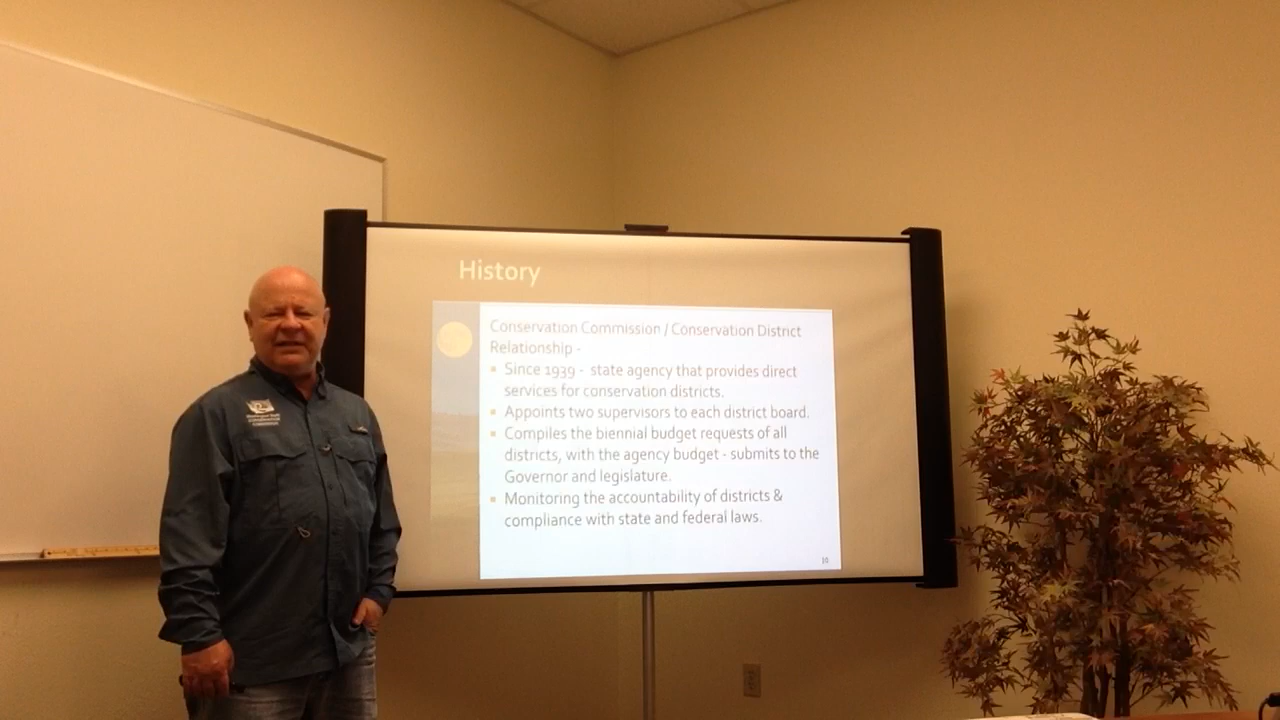 History
Conservation Commission / Conservation District
Relationship -
Since 1939 - state agency that provides direct
services for conservation districts.
Appoints two supervisors to each district board.
Compiles the biennial budget requests of all
districts, with the agency budget - submits to the
Governor and legislature.
Monitoring the accountability of districts &
compliance with state and federal laws.
10